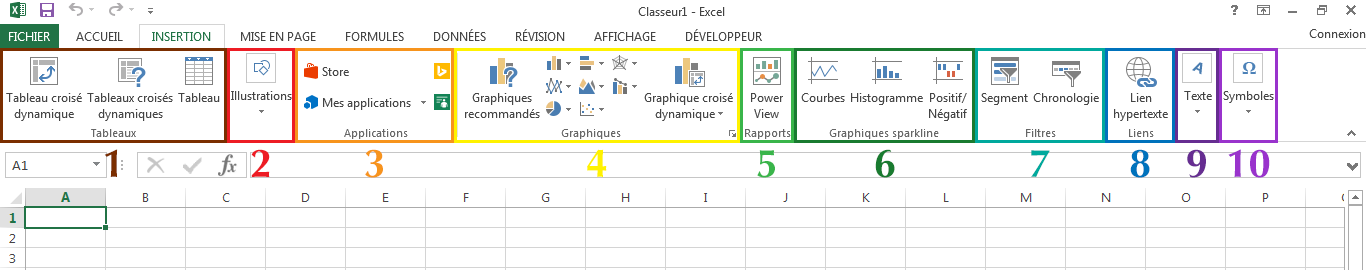 Classeur1 - Excel
FICHIER ACCUEIL INSERTION MISE EN PAGE FORMULES DONNÉES RÉVISION AFFICHAGE DÉVELOPPEUR Connexion
Tableau croisé dynamique
Tableaux croisés dynamiques
Tableau
Tableaux
Illustrations
Store
Mes applications
Applications
Graphiques recommandés
Graphique croisé dynamique
Graphiques
Power View
Rapports
Courbes Histogramme Positif/Négatif
Graphiques sparkline
Segment Chronologie
Filtres
Lien hypertexte
Liens
A
Texte
Ω
Symboles
A1 fx
1 2 3 4 5 6 7 8 9 10
A B C D E F G H I J K L M N O P
1
2
3